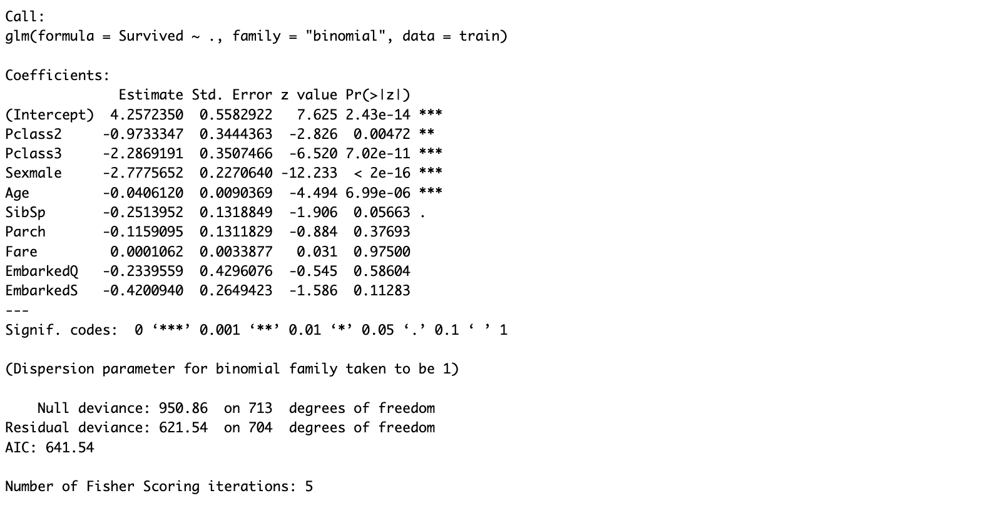 Call:
glm(formula = Survived ~ ., family = "binomial", data = train)
Coefficients:
Estimate Std. Error z value Pr(>|z|)
(Intercept) 4.2572350 0.5582922 7.625 2.43e-14 ***
Pclass2 -0.9733347 0.3444363 -2.826 0.00472 **
Pclass3 -2.2869191 0.3507466 -6.520 7.02e-11 ***
Sexmale -2.7775652 0.2270640 -12.233 < 2e-16 ***
Age -0.0406120 0.0090369 -4.494 6.99e-06 ***
SibSp -0.2513952 0.1318849 -1.906 0.05663 .
Parch -0.1159095 0.1311829 -0.884 0.37693
Fare 0.0001062 0.0033877 0.031 0.97500
EmbarkedQ -0.2339559 0.4296076 -0.545 0.58604
EmbarkedS -0.4200940 0.2649423 -1.586 0.11283
---
Signif. codes: 0 ‘***’ 0.001 ‘**’ 0.01 ‘*’ 0.05 ‘.’ 0.1 ‘ ’ 1
(Dispersion parameter for binomial family taken to be 1)
Null deviance: 950.86 on 713 degrees of freedom
Residual deviance: 621.54 on 704 degrees of freedom
AIC: 641.54
Number of Fisher Scoring iterations: 5